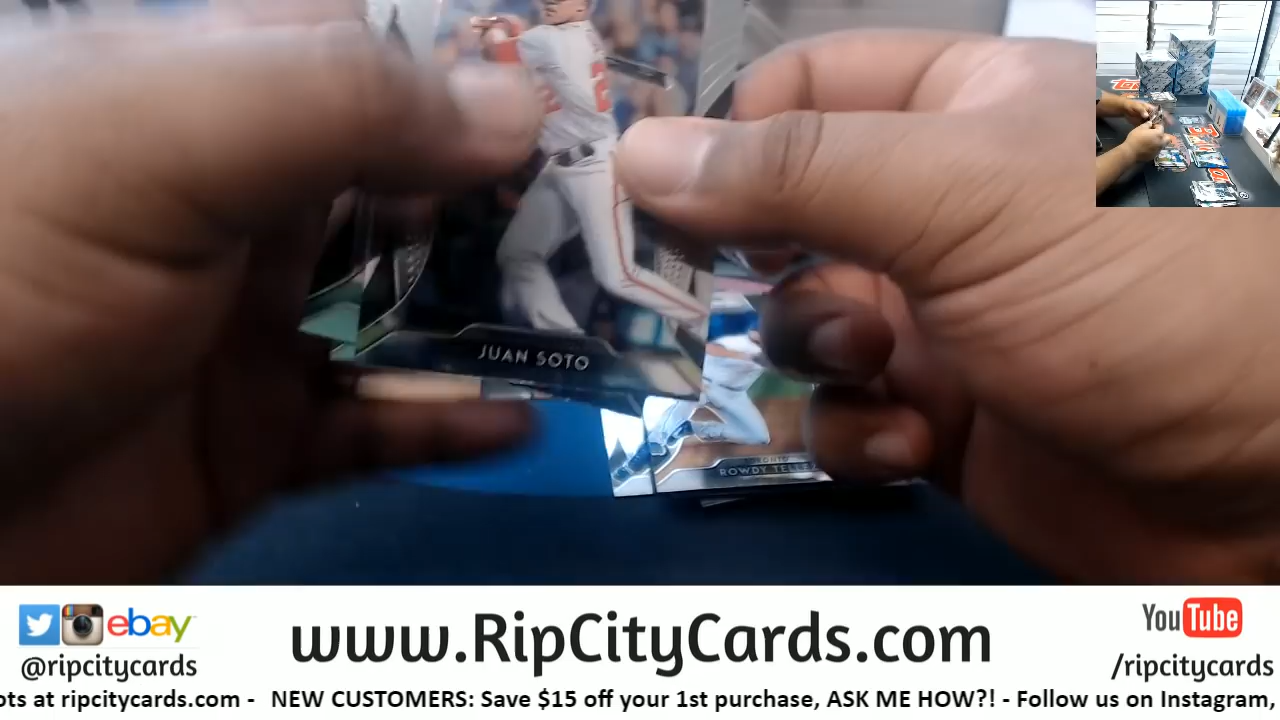 JUAN SOTO
ROWDY TELLE
ebay
@ripcitycards
www.RipCityCards.com
YouTube
/ripcitycards
ots at ripcitycards.com - NEW CUSTOMERS: Save $15 off your 1st purchase, ASK ME HOW?! - Follow us on Instagram,